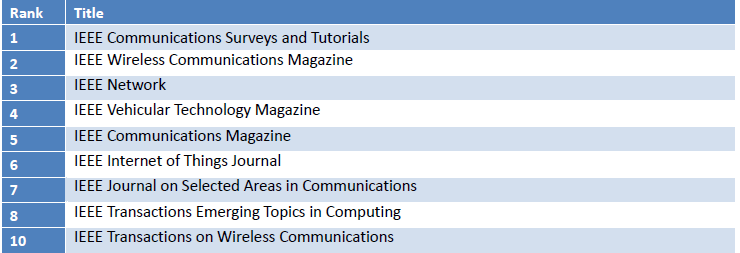 Rank Title
1 IEEE Communications Surveys and Tutorials
2 IEEE Wireless Communications Magazine
3 IEEE Network
4 IEEE Vehicular Technology Magazine
5 IEEE Communications Magazine
6 IEEE Internet of Things Journal
7 IEEE Journal on Selected Areas in Communications
8 IEEE Transactions Emerging Topics in Computing
10 IEEE Transactions on Wireless Communications